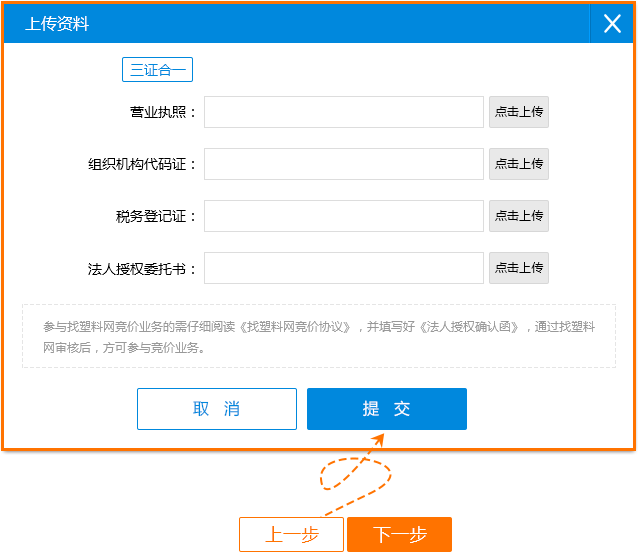 上传资料
三证合一
营业执照： 点击上传
组织机构代码证： 点击上传
税务登记证： 点击上传
法人授权委托书： 点击上传
参与找塑料网竞价业务的需仔细阅读《找塑料网竞价协议》，并填写好《法人授权确认函》，通过找塑料
网审核后，方可参与竞价业务。
取 消 提 交
上一步 下一步